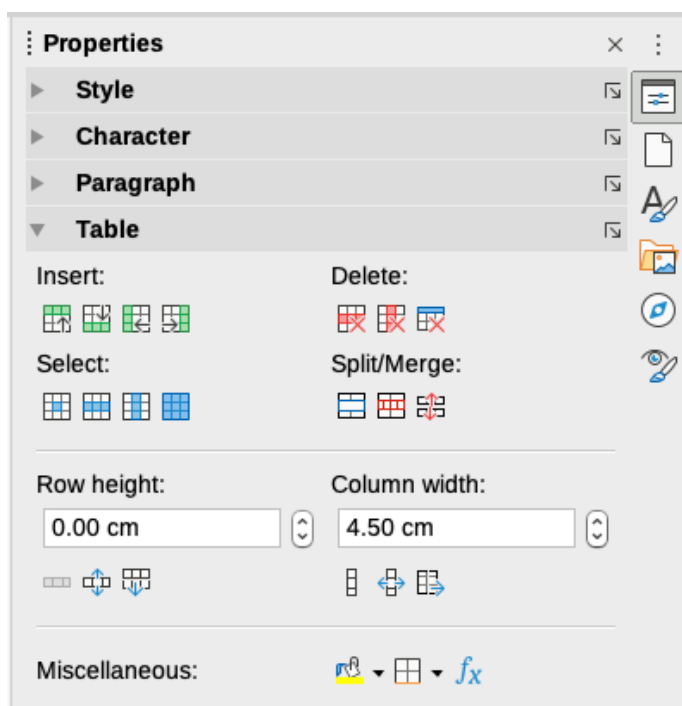 Properties
Style
Character
Paragraph
Table
Insert: Delete:
Select: Split/Merge:
Row height: Column width:
0.00 cm 4.50 cm
Miscellaneous: fx